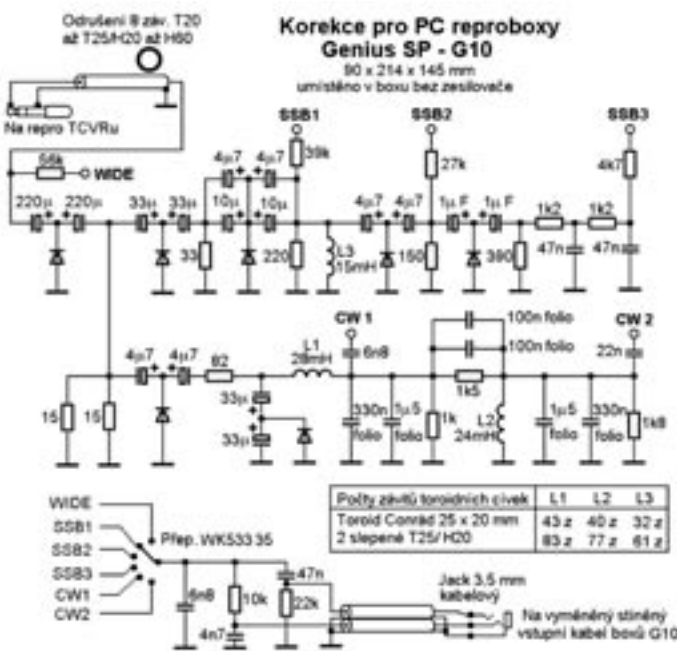 Odrušení 8 záv. T20
až T25/H20 až H60
Korekce pro PC reproboxy
Genius SP - G10
90 x 214 x 145 mm
umístěno v boxu bez zesilovače
Na repro TCVRu
SSB1
SSB2
SSB3
56k
WIDE
4µ7
4µ7
39k
27k
4k7
220µ
220µ
33µ
33µ
10µ
10µ
4µ7
4µ7
1µF
1µF
1k2
1k2
33
220
L3
15mH
150
390
47n
47n
CW 1
100n folio
100n folio
CW 2
4µ7
4µ7
82
L1
28mH
6n8
22n
1k5
15
15
33µ
33µ
330n
folio
1µ5
folio
1k
L2
24mH
1µ5
folio
330n
folio
1k8
Počty závitů toroidních cívek L1 L2 L3
Toroid Conrád 25 x 20 mm 43 z 40 z 32 z
2 slepené T25/H20 83 z 77 z 61 z
WIDE
SSB1
SSB2
SSB3
CW1
CW2
Přep. WK533 35
6n8
10k
4n7
47n
22k
Jack 3,5 mm
kabelový
Na vyměněný stíněný
vstupní kabel boxů G10